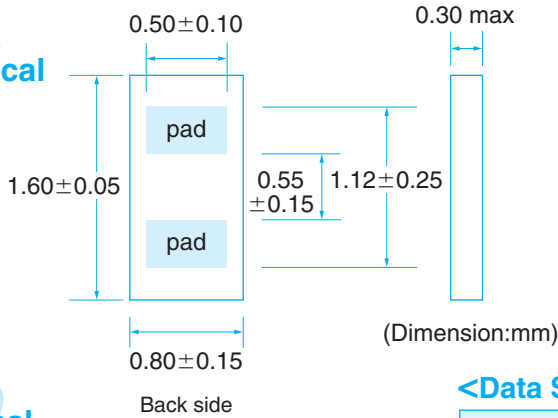 0.50±0.10
0.30 max
cal
pad
1.60±0.05
0.55
±0.15
1.12±0.25
pad
(Dimension:mm)
0.80±0.15
Back side
<Data S